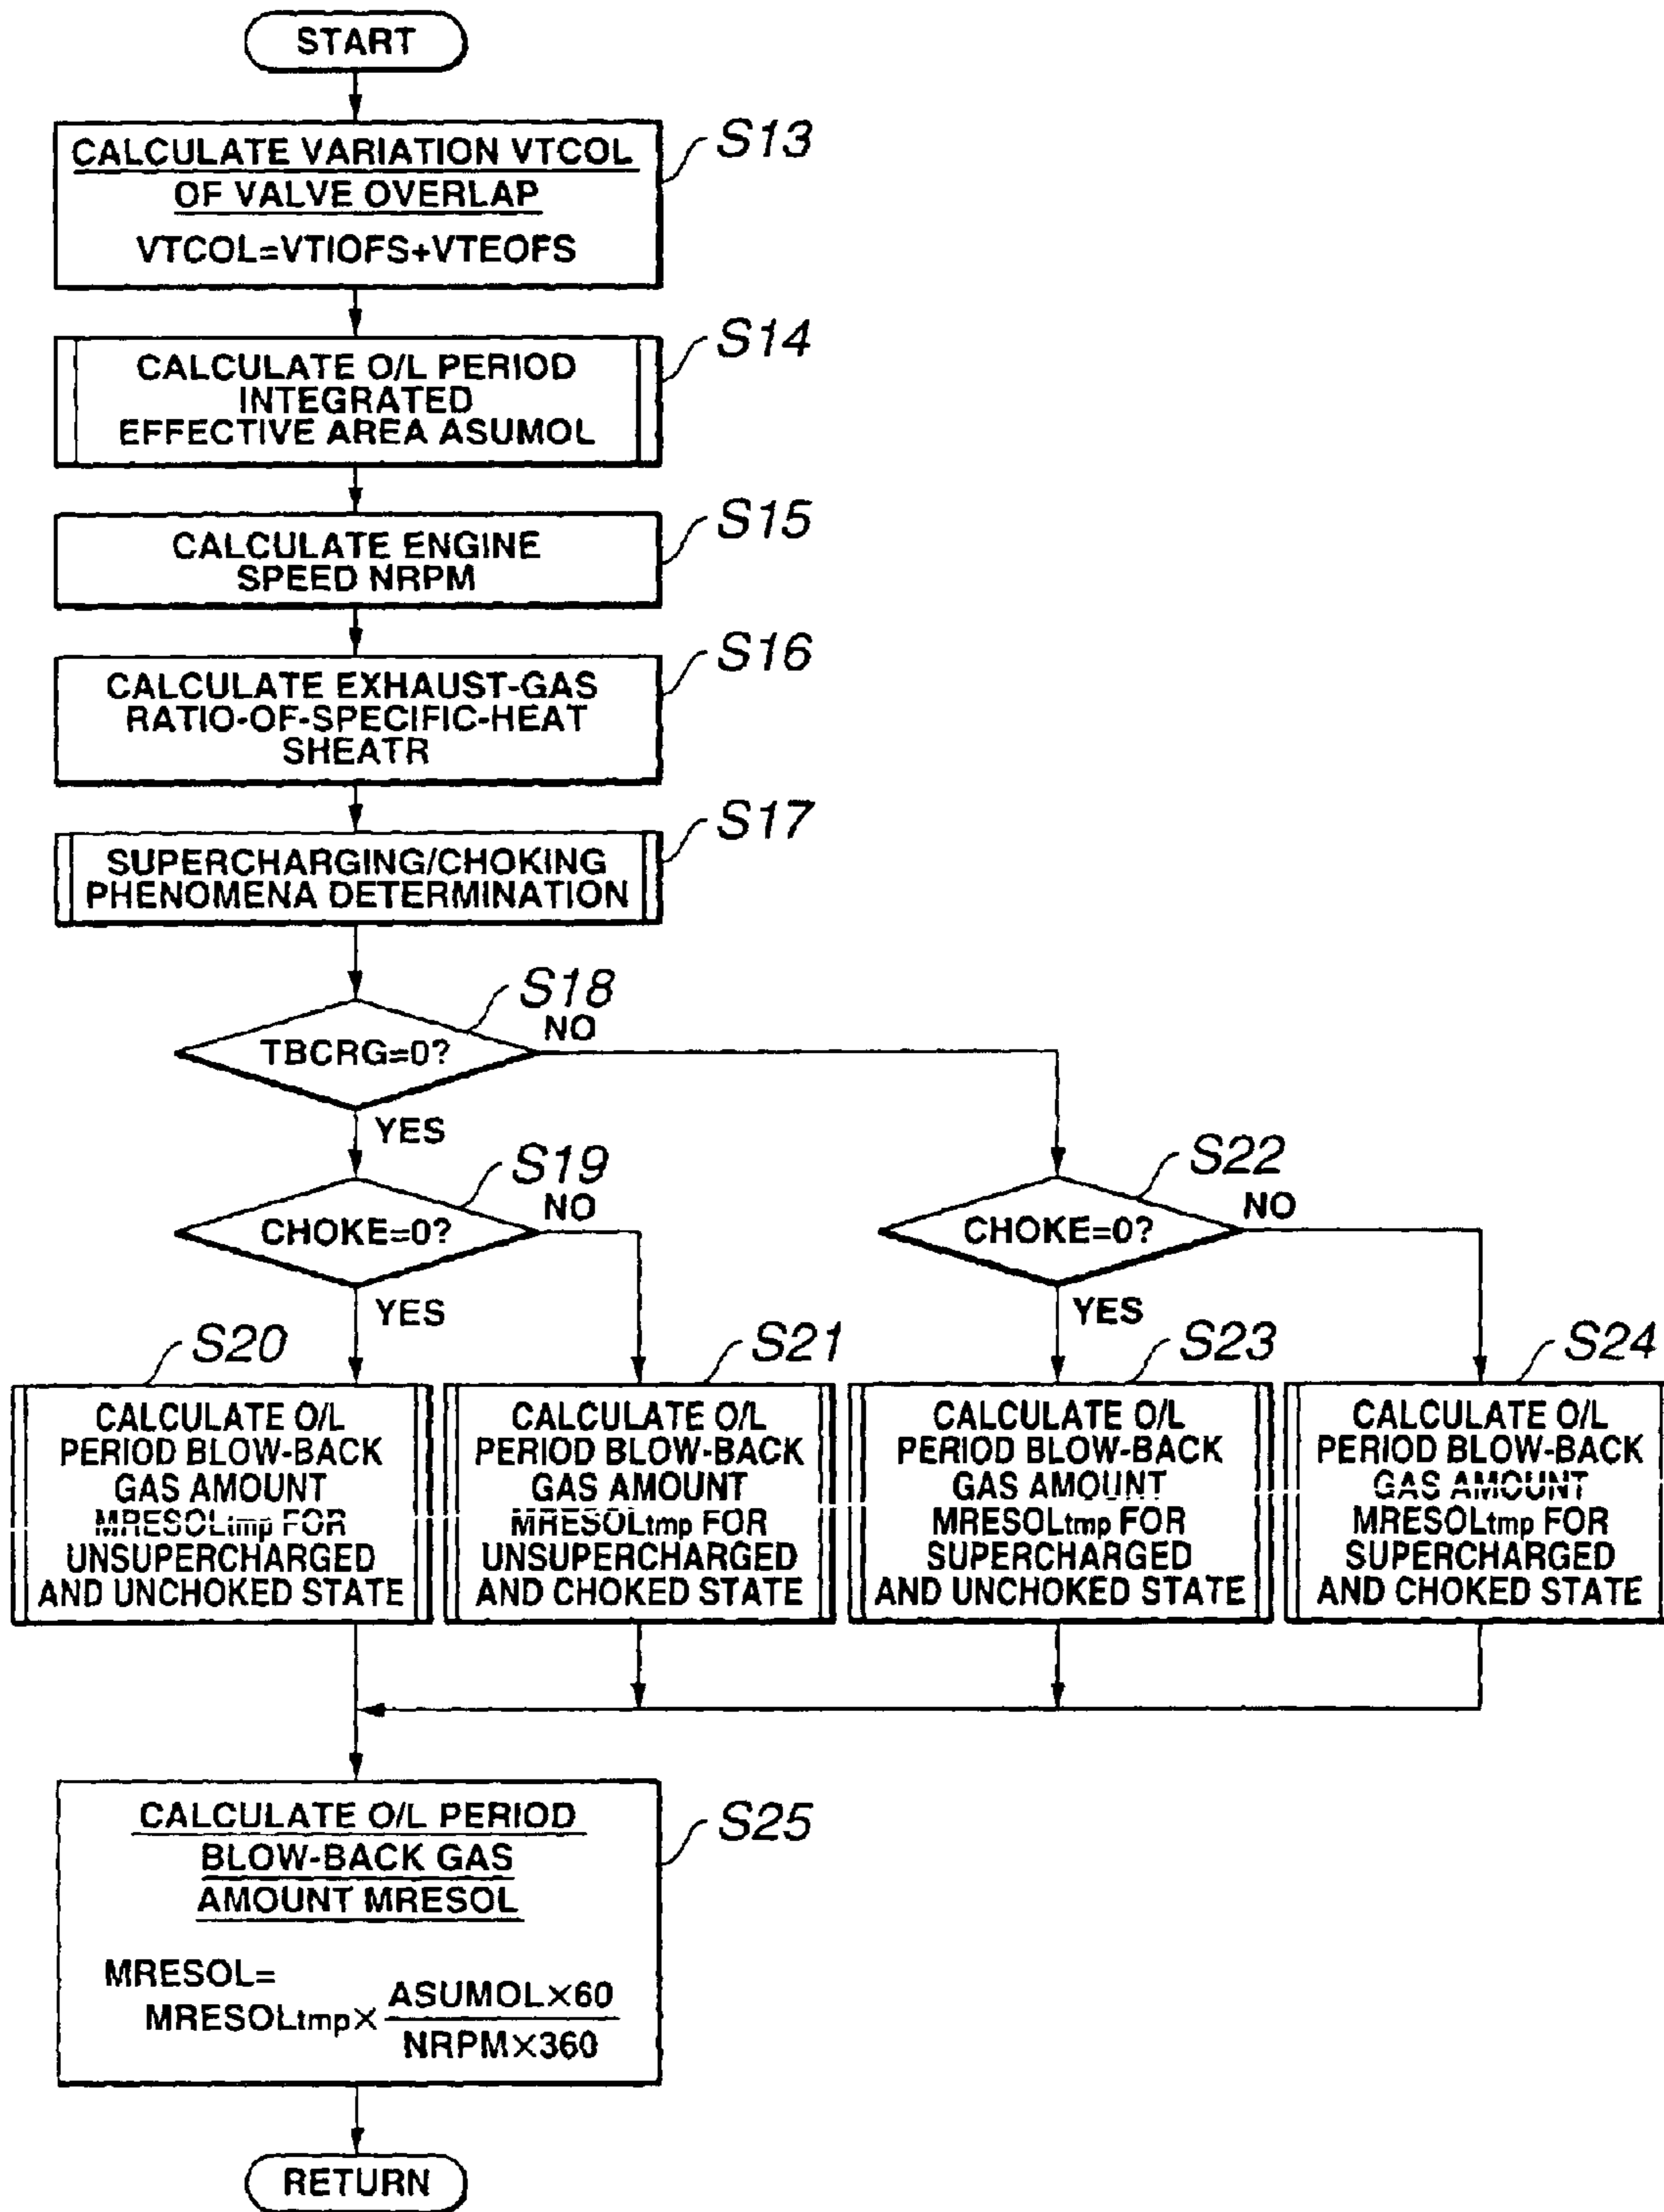 START
CALCULATE VARIATION VTCOL
OF VALVE OVERLAP
VTCOL=VTIOFS+VTEOFS
S13
CALCULATE O/L PERIOD
INTEGRATED
EFFECTIVE AREA ASUMOL
S14
CALCULATE ENGINE
SPEED NRPM
S15
CALCULATE EXHAUST-GAS
RATIO-OF-SPECIFIC-HEAT
SHEATR
S16
SUPERCHARGING/CHOKING
PHENOMENA DETERMINATION
S17
TBCRG=0?
S18
NO
YES
CHOKE=0?
S19
NO
YES
CHOKE=0?
S22
NO
YES
S20
CALCULATE O/L
PERIOD BLOW-BACK
GAS AMOUNT
MRESOLtmp FOR
UNSUPERCHARGED
AND UNCHOKED STATE
S21
CALCULATE O/L
PERIOD BLOW-BACK
GAS AMOUNT
MRESOLtmp FOR
UNSUPERCHARGED
AND CHOKED STATE
S23
CALCULATE O/L
PERIOD BLOW-BACK
GAS AMOUNT
MRESOLtmp FOR
SUPERCHARGED
AND UNCHOKED STATE
S24
CALCULATE O/L
PERIOD BLOW-BACK
GAS AMOUNT
MRESOLtmp FOR
SUPERCHARGED
AND CHOKED STATE
CALCULATE O/L PERIOD
BLOW-BACK GAS
AMOUNT MRESOL
S25
MRESOL=
MRESOLtmp× ASUMOL×60
NRPM×360
RETURN